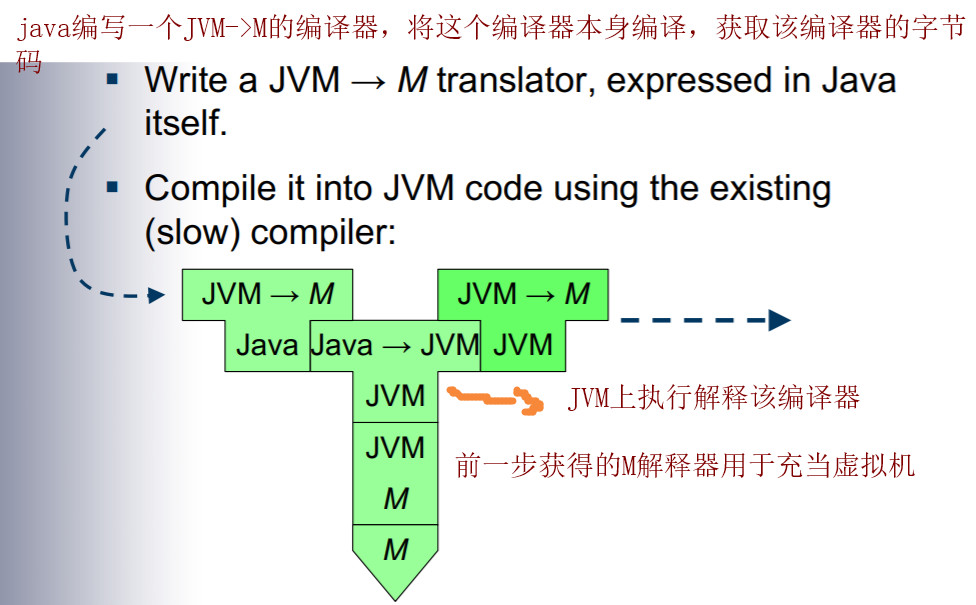 java编写一个JVM->M的编译器，将这个编译器本身编译，获取该编译器的字节
码
▪ Write a JVM → M translator, expressed in Java
itself.
▪ Compile it into JVM code using the existing
(slow) compiler:
JVM → M JVM → M
Java Java → JVM JVM
JVM JVM上执行解释该编译器
JVM 前一步获得的M解释器用于充当虚拟机
M
M